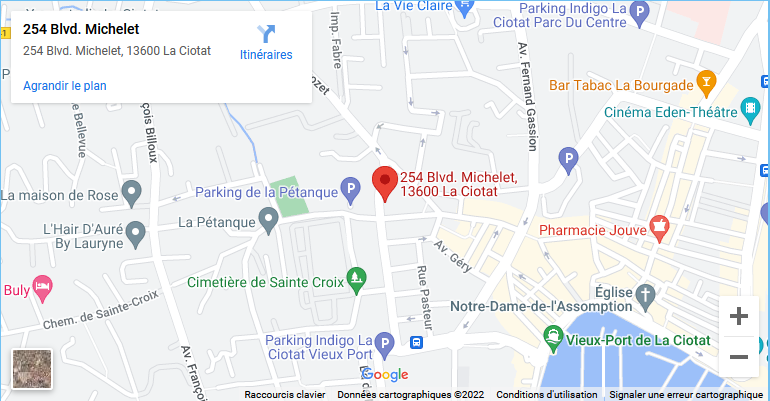 254 Blvd. Michelet
254 Blvd. Michelet, 13600 La Ciotat
Itinéraires
Agrandir le plan
Imp. Fabre
La Vie Claire
Parking Indigo La
Ciotat Parc Du Centre
Av. Fernand Gassion
Bar Tabac La Bourgade
Cinéma Eden-Théâtre
Bellevue
La maison de Rose
Parking de la Pétanque
254 Blvd. Michelet,
13600 La Ciotat
La Pétanque
L'Hair D'Auré
By Lauryne
Pharmacie Jouve
Av. Géry
Rue Pasteur
Buly
Cimetière de Sainte Croix
Chem. de Sainte-Croix
Église
Notre-Dame-de-l'Assomption
Parking Indigo La
Ciotat Vieux Port
Vieux-Port de La Ciotat
Av. François
Google
Raccourcis clavier
Données cartographiques ©2022
Conditions d'utilisation
Signaler une erreur cartographique